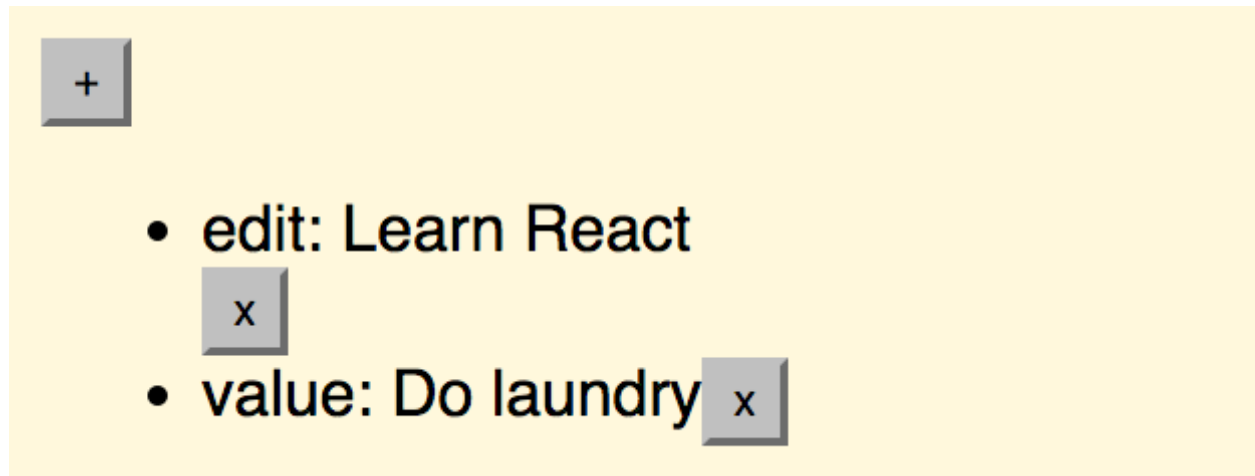 +
• edit: Learn React
x
• value: Do laundry x